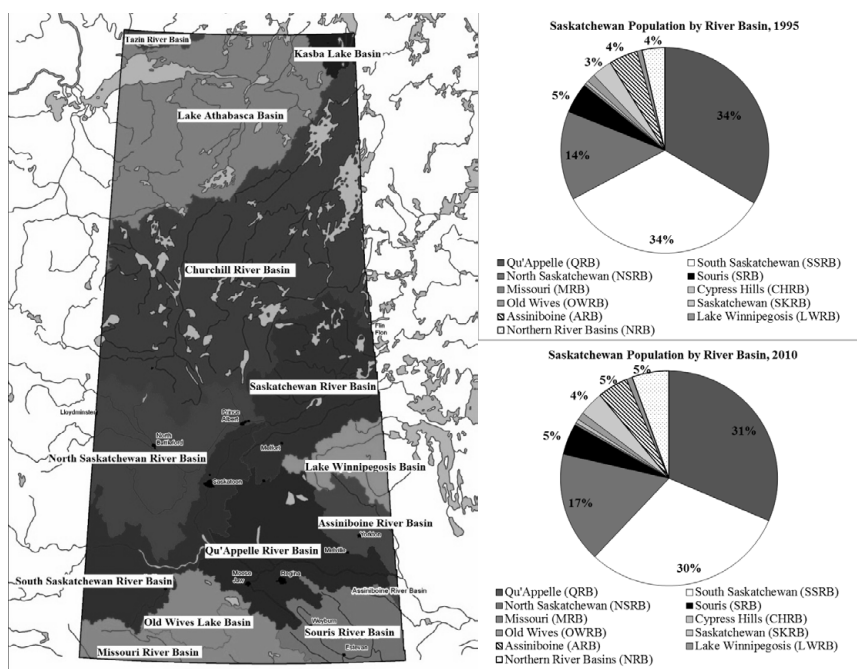 Tazin River Basin
Kasba Lake Basin
Lake Athabasca Basin
Churchill River Basin
Flin
Flon
Saskatchewan River Basin
Lloydminster
Prince
Albert
North
Battleford
Melfort
North Saskatchewan River Basin
Lake Winnipegosis Basin
Saskatoon
Assiniboine River Basin
Yorkton
Melville
Qu'Appelle River Basin
South Saskatchewan River Basin
Moose
Jaw
Regina
Assiniboine River Basin
Old Wives Lake Basin
Weyburn
Souris River Basin
Missouri River Basin
Estevan
Saskatchewan Population by River Basin, 1995
4%
4%
3%
5%
34%
14%
34%
Qu'Appelle (QRB)
South Saskatchewan (SSRB)
North Saskatchewan (NSRB)
Souris (SRB)
Missouri (MRB)
Cypress Hills (CHRB)
Old Wives (OWRB)
Saskatchewan (SKRB)
Assiniboine (ARB)
Lake Winnipegosis (LWRB)
Northern River Basins (NRB)
Saskatchewan Population by River Basin, 2010
5%
5%
4%
5%
31%
17%
30%
Qu'Appelle (QRB)
South Saskatchewan (SSRB)
North Saskatchewan (NSRB)
Souris (SRB)
Missouri (MRB)
Cypress Hills (CHRB)
Old Wives (OWRB)
Saskatchewan (SKRB)
Assiniboine (ARB)
Lake Winnipegosis (LWRB)
Northern River Basins (NRB)